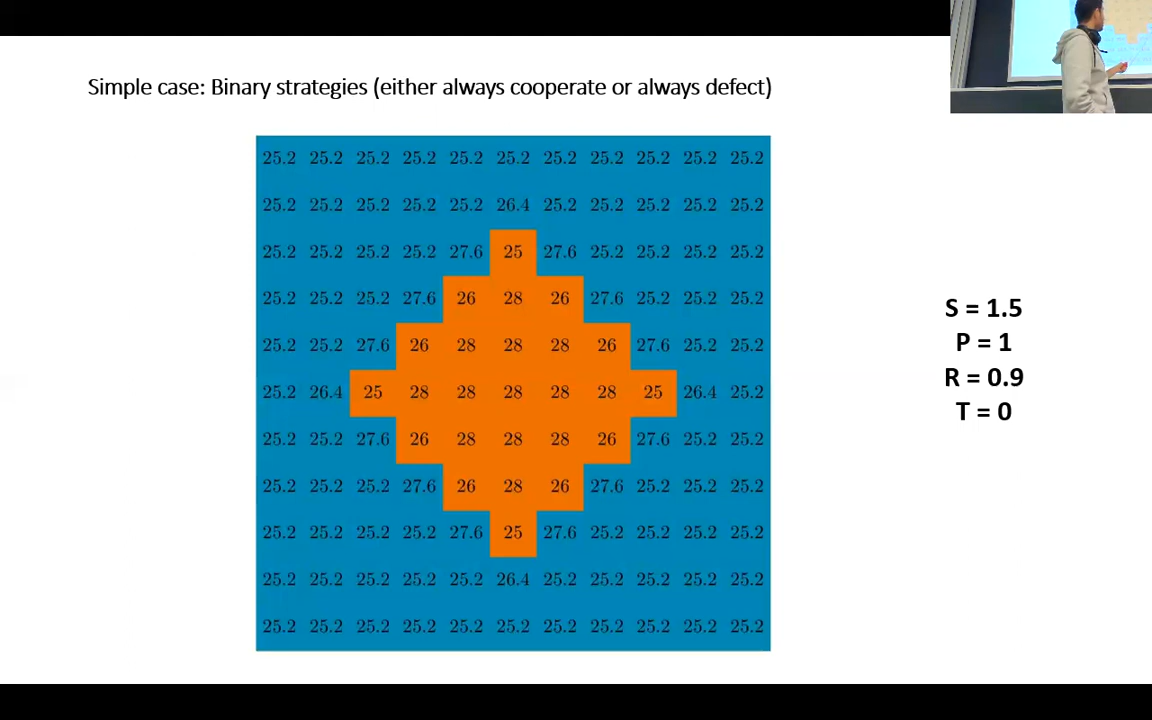 Simple case: Binary strategies (either always cooperate or always defect)
25.2 25.2 25.2 25.2 25.2 25.2 25.2 25.2 25.2 25.2 25.2
25.2 25.2 25.2 25.2 25.2 26.4 25.2 25.2 25.2 25.2 25.2
25.2 25.2 25.2 25.2 27.6 25 27.6 25.2 25.2 25.2 25.2
25.2 25.2 25.2 27.6 26 28 26 27.6 25.2 25.2 25.2
25.2 25.2 27.6 26 28 28 28 26 27.6 25.2 25.2
25.2 26.4 25 28 28 28 28 28 25 26.4 25.2
25.2 25.2 27.6 26 28 28 28 26 27.6 25.2 25.2
25.2 25.2 25.2 27.6 26 28 26 27.6 25.2 25.2 25.2
25.2 25.2 25.2 25.2 27.6 25 27.6 25.2 25.2 25.2 25.2
25.2 25.2 25.2 25.2 25.2 26.4 25.2 25.2 25.2 25.2 25.2
25.2 25.2 25.2 25.2 25.2 25.2 25.2 25.2 25.2 25.2 25.2
S = 1.5
P = 1
R = 0.9
T = 0